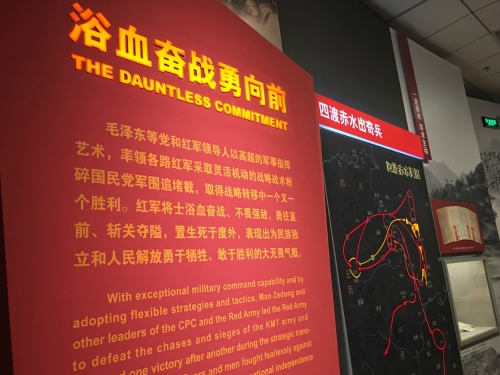 浴血奋战勇向前
THE DAUNTLESS COMMITMENT
毛泽东等党和红军领导人以高超的军事指挥
艺术，率领各路红军采取灵活机动的战略战术粉
碎国民党军围追堵截，取得战略转移中一个又一
个胜利。红军将士浴血奋战、不畏强敌，勇往直
前、斩关夺隘，置生死于度外，表现出为民族独
立和人民解放勇于牺牲、敢于胜利的大无畏气概。
With exceptional military command capability and by
adopting flexible strategies and tactics, Mao Zedong and
other leaders of the CPC and the Red Army led the Red Army
to defeat the chases and sieges of the KMT army and
one victory after another during the strategic trans-
and men fought fearlessly against
national independence
四渡赤水出奇兵